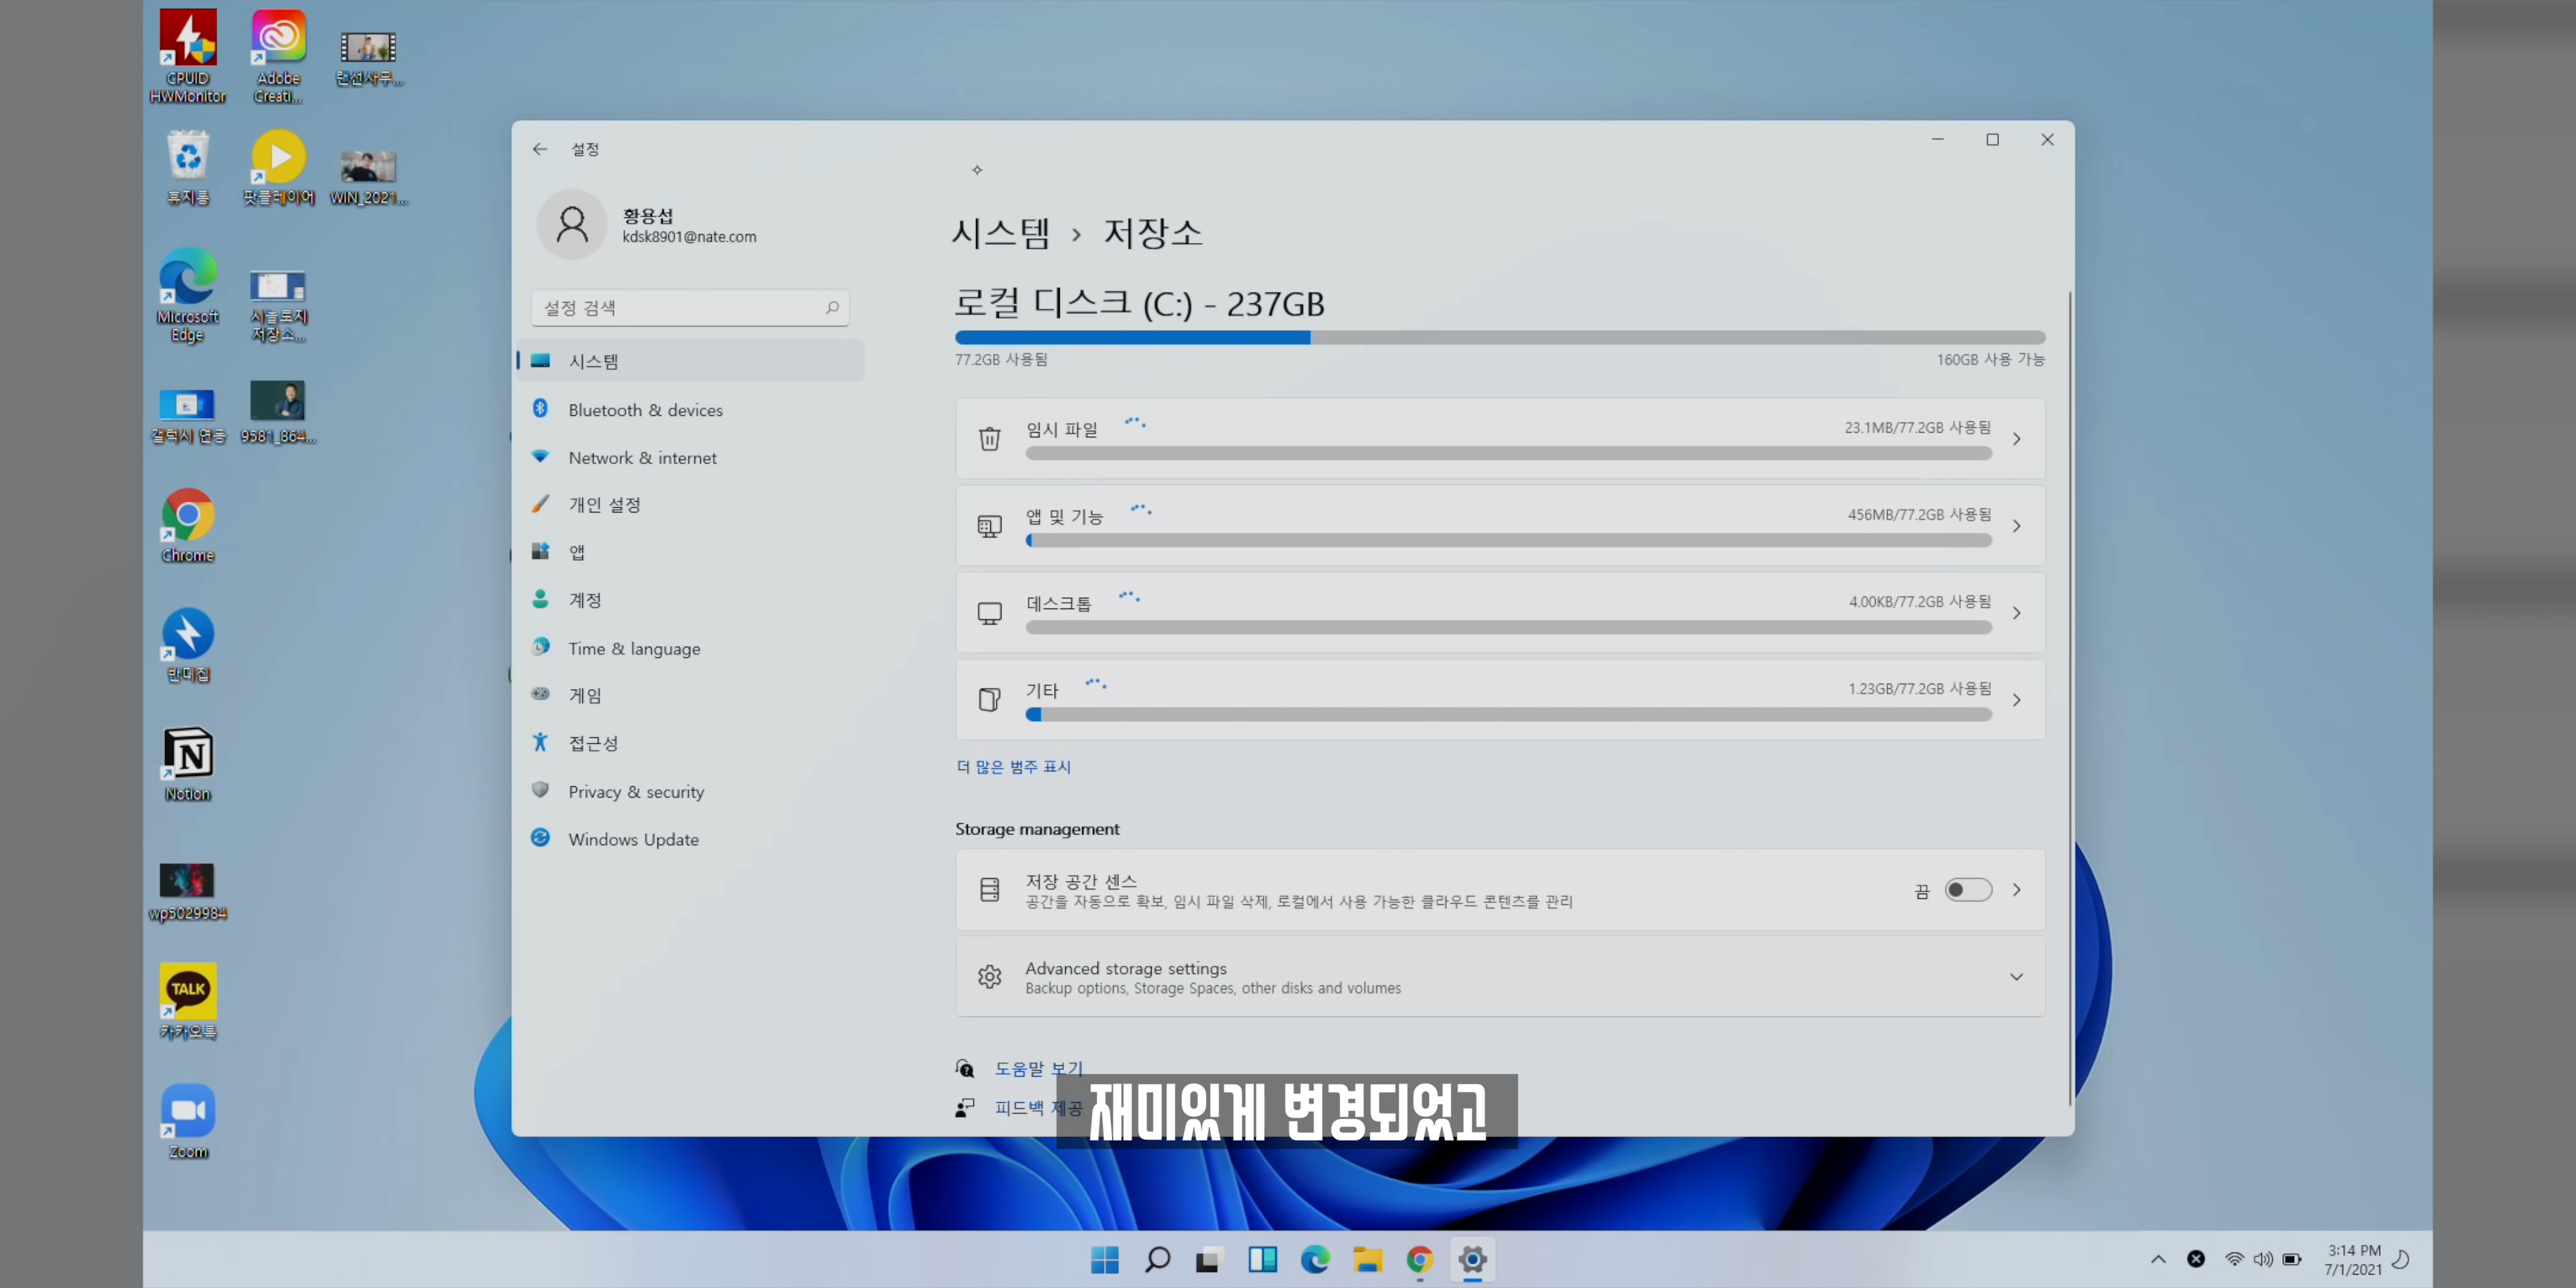 CPUID
HWMonitor
Adobe
Creati...
랜선사무...
휴지통
팟플레이어
WIN_2021...
Microsoft
Edge
시놀로지
저장소...
갤럭시 연동
9581_864...
Chrome
반디집
Notion
wp5029984
TALK
카카오톡
Zoom
설정
황용섭
kdsk8901@nate.com
설정 검색
시스템
Bluetooth & devices
Network & internet
개인 설정
앱
계정
Time & language
게임
접근성
Privacy & security
Windows Update
시스템 › 저장소
로컬 디스크 (C:) - 237GB
77.2GB 사용됨
160GB 사용 가능
임시 파일
23.1MB/77.2GB 사용됨
앱 및 기능
456MB/77.2GB 사용됨
데스크톱
4.00KB/77.2GB 사용됨
기타
1.23GB/77.2GB 사용됨
더 많은 범주 표시
Storage management
저장 공간 센스
공간을 자동으로 확보, 임시 파일 삭제, 로컬에서 사용 가능한 클라우드 콘텐츠를 관리
끔
Advanced storage settings
Backup options, Storage Spaces, other disks and volumes
도움말 보기
피드백 제공
재미있게 변경되었고
3:14 PM
7/1/2021